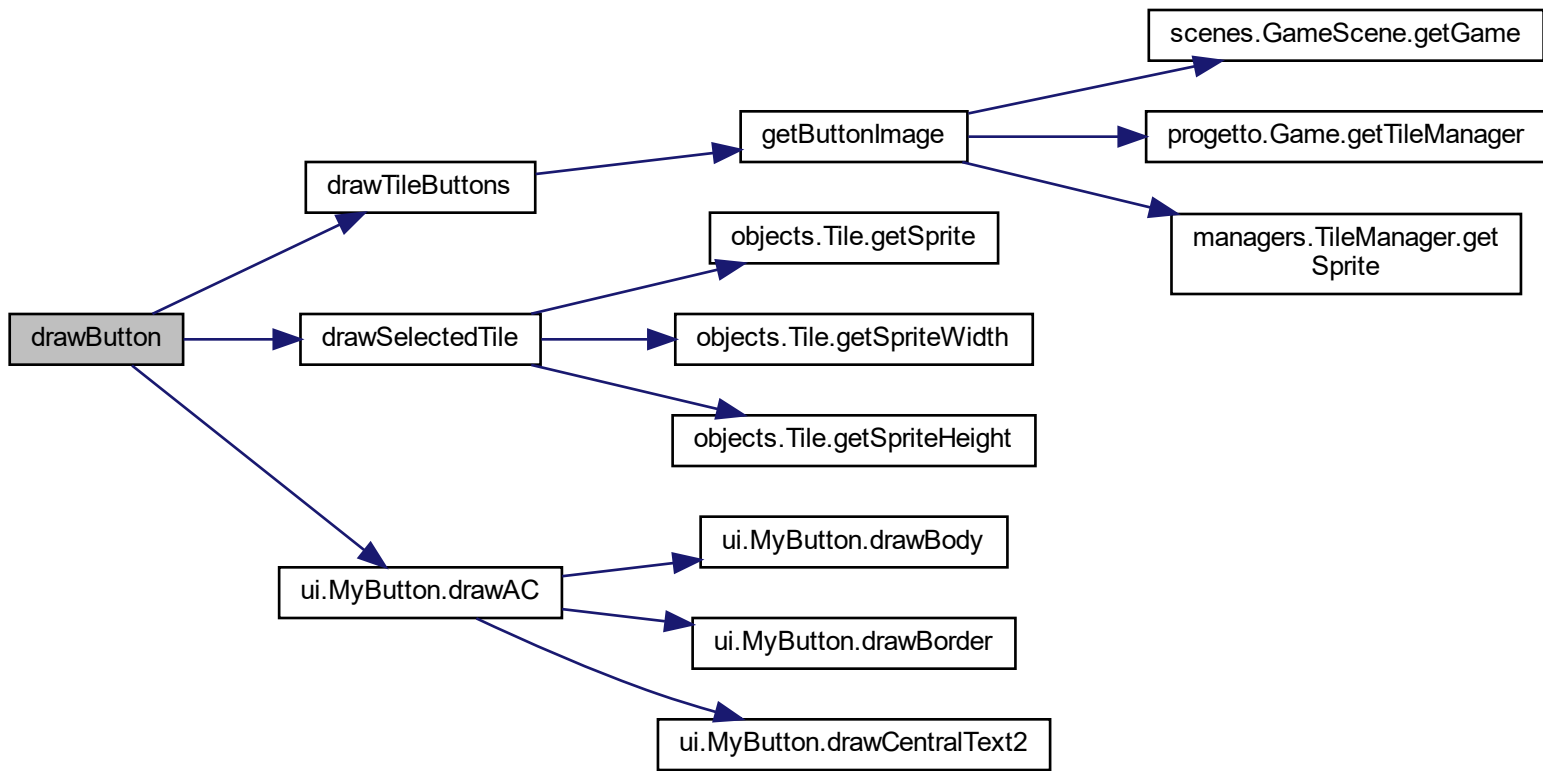 scenes.GameScene.getGame
getButtonImage
progetto.Game.getTileManager
drawTileButtons
managers.TileManager.get
Sprite
objects.Tile.getSprite
drawButton
drawSelectedTile
objects.Tile.getSpriteWidth
objects.Tile.getSpriteHeight
ui.MyButton.drawBody
ui.MyButton.drawAC
ui.MyButton.drawBorder
ui.MyButton.drawCentralText2